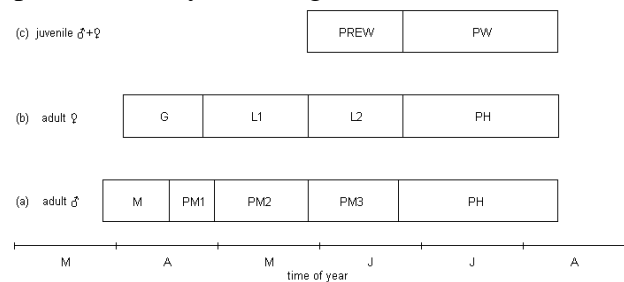 (c) juvenile ♂+♀ PREW PW
(b) adult ♀ G L1 L2 PH
(a) adult ♂ M PM1 PM2 PM3 PH
M A M J J A
time of year